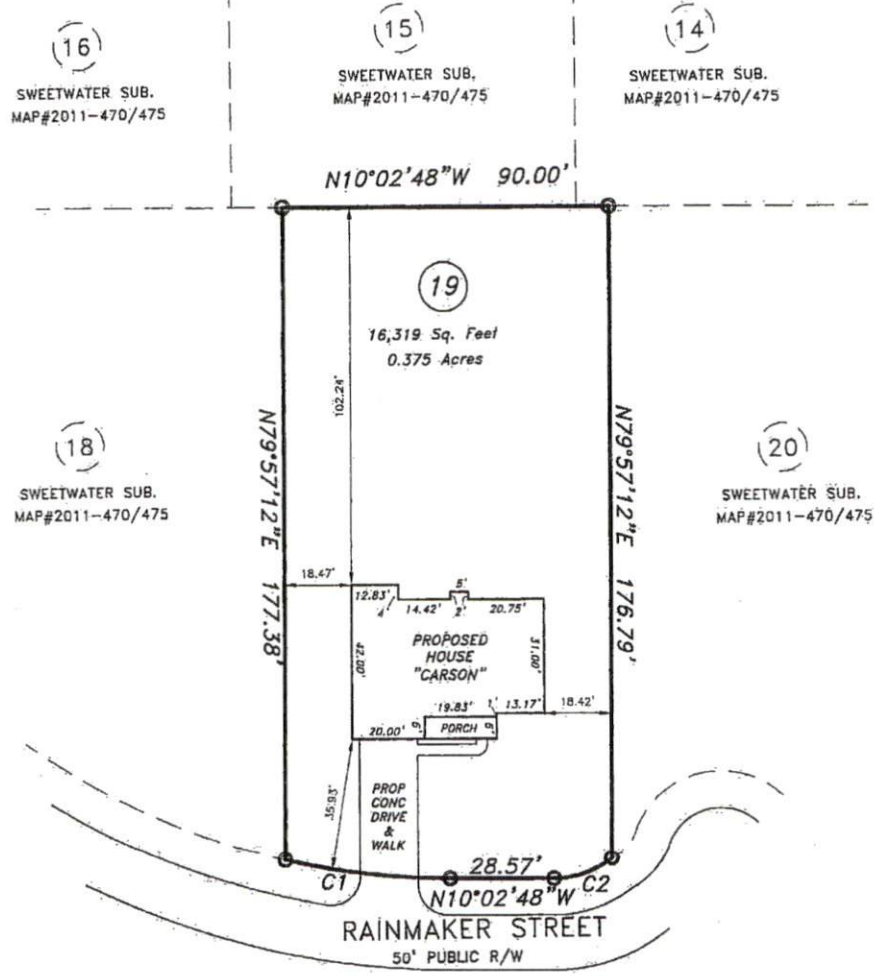 16
SWEETWATER SUB.
MAP#2011-470/475
15
SWEETWATER SUB.
MAP#2011-470/475
14
SWEETWATER SUB.
MAP#2011-470/475
N10°02'48"W 90.00'
19
16,319 Sq. Feet
0.375 Acres
102.24'
18
SWEETWATER SUB.
MAP#2011-470/475
20
SWEETWATER SUB.
MAP#2011-470/475
N79°57'12"E 177.38'
N79°57'12"E 176.79'
18.47'
12.83'
4'
14.42'
5'
2'
20.75'
42.00'
PROPOSED
HOUSE
"CARSON"
31.00'
19.83'
1'
13.17'
18.42'
20.00'
6'
PORCH
6'
35.93'
PROP
CONC
DRIVE
&
WALK
C1
28.57'
C2
N10°02'48"W
RAINMAKER STREET
50' PUBLIC R/W